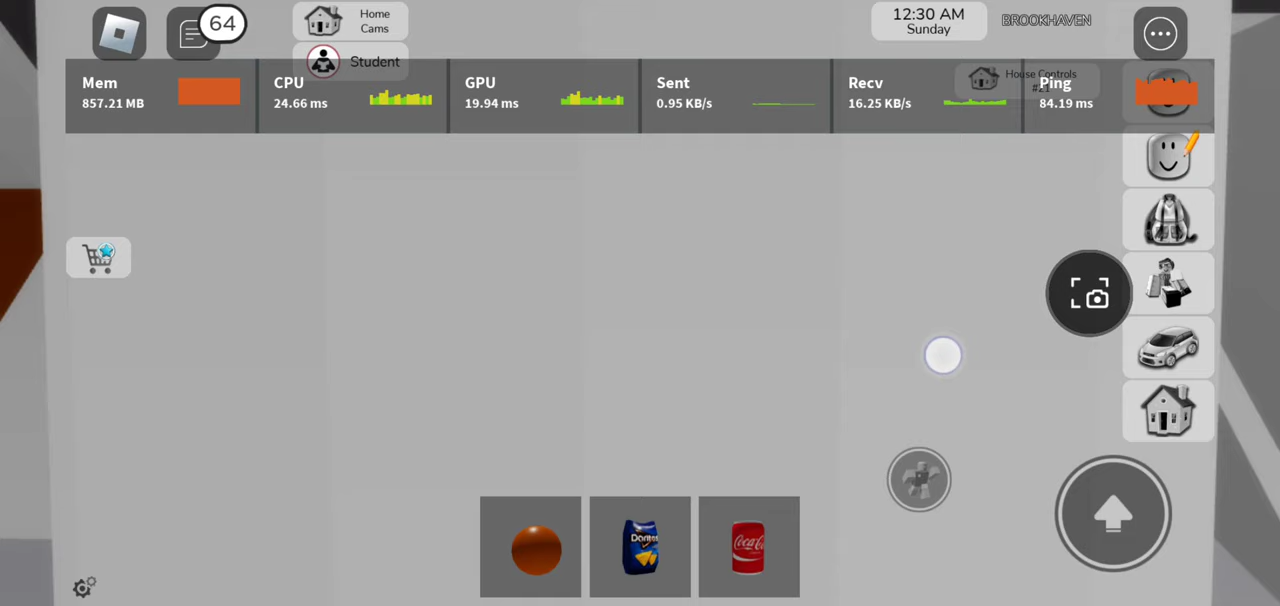 64
Home
Cams
Student
12:30 AM
Sunday
BROOKHAVEN
Mem
857.21 MB
CPU
24.66 ms
GPU
19.94 ms
Sent
0.95 KB/s
Recv
16.25 KB/s
House Controls
Ping
84.19 ms
Doritos
Coca-Co